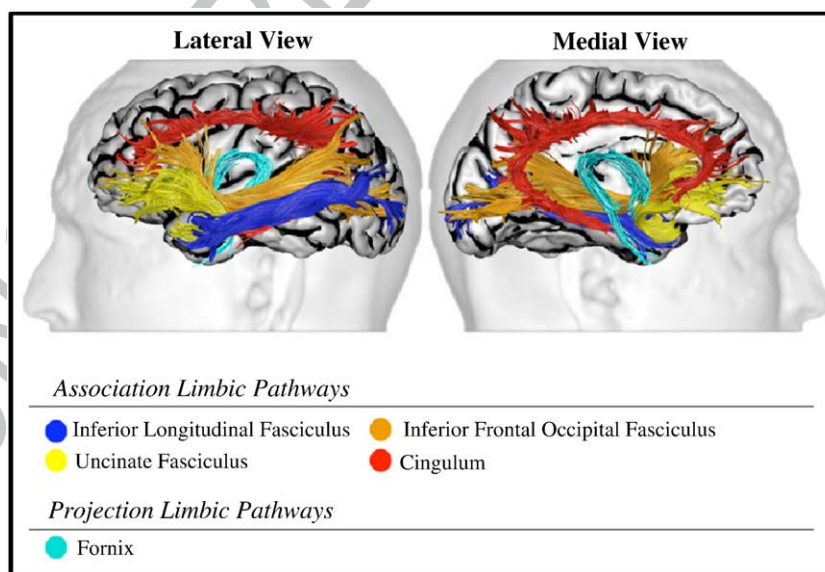 Lateral View
Medial View
Association Limbic Pathways
Inferior Longitudinal Fasciculus
Inferior Frontal Occipital Fasciculus
Uncinate Fasciculus
Cingulum
Projection Limbic Pathways
Fornix